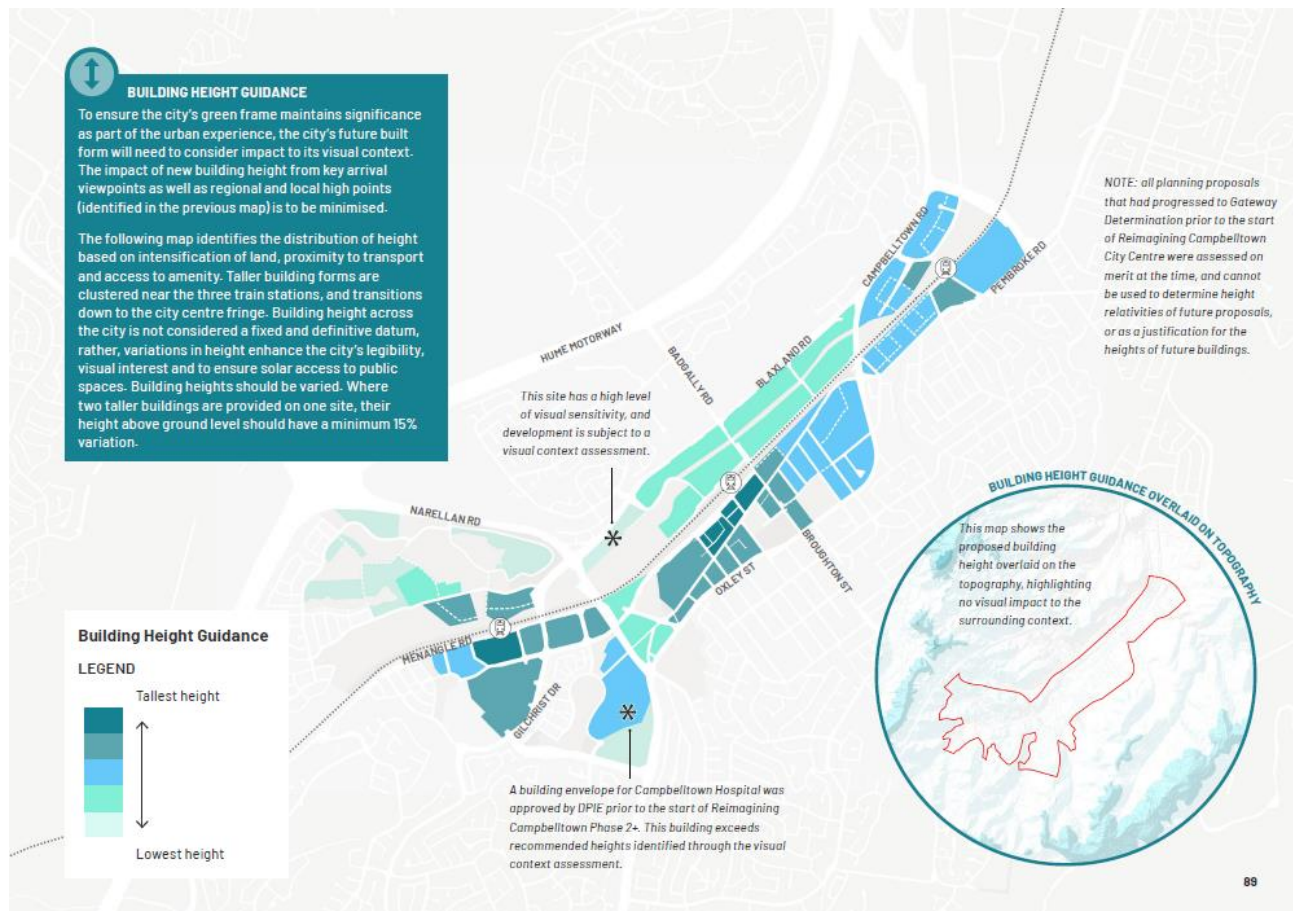 BUILDING HEIGHT GUIDANCE
To ensure the city's green frame maintains significance
as part of the urban experience, the city's future built
form will need to consider impact to its visual context.
The impact of new building height from key arrival
viewpoints as well as regional and local high points
(identified in the previous map) is to be minimised.
The following map identifies the distribution of height
based on intensification of land, proximity to transport
and access to amenity. Taller building forms are
clustered near the three train stations, and transitions
down to the city centre fringe. Building height across
the city is not considered a fixed and definitive datum,
rather, variations in height enhance the city's legibility,
visual interest and to ensure solar access to public
spaces. Building heights should be varied. Where
two taller buildings are provided on one site, their
height above ground level should have a minimum 15%
variation.
NOTE: all planning proposals
that had progressed to Gateway
Determination prior to the start
of Reimagining Campbelltown
City Centre were assessed on
merit at the time, and cannot
be used to determine height
relativities of future proposals,
or as a justification for the
heights of future buildings.
CAMPBELLTOWN RD
PEMBROKE RD
HUME MOTORWAY
BADGALLY RD
BLAXLAND RD
This site has a high level
of visual sensitivity, and
development is subject to a
visual context assessment.
NARELLAN RD
BROUGHTON ST
OXLEY ST
MENANGLE RD
GILCHRIST DR
BUILDING HEIGHT GUIDANCE OVERLAID ON TOPOGRAPHY
This map shows the
proposed building
height overlaid on the
topography, highlighting
no visual impact to the
surrounding context.
Building Height Guidance
LEGEND
Tallest height
Lowest height
A building envelope for Campbelltown Hospital was
approved by DPIE prior to the start of Reimagining
Campbelltown Phase 2+. This building exceeds
recommended heights identified through the visual
context assessment.
89